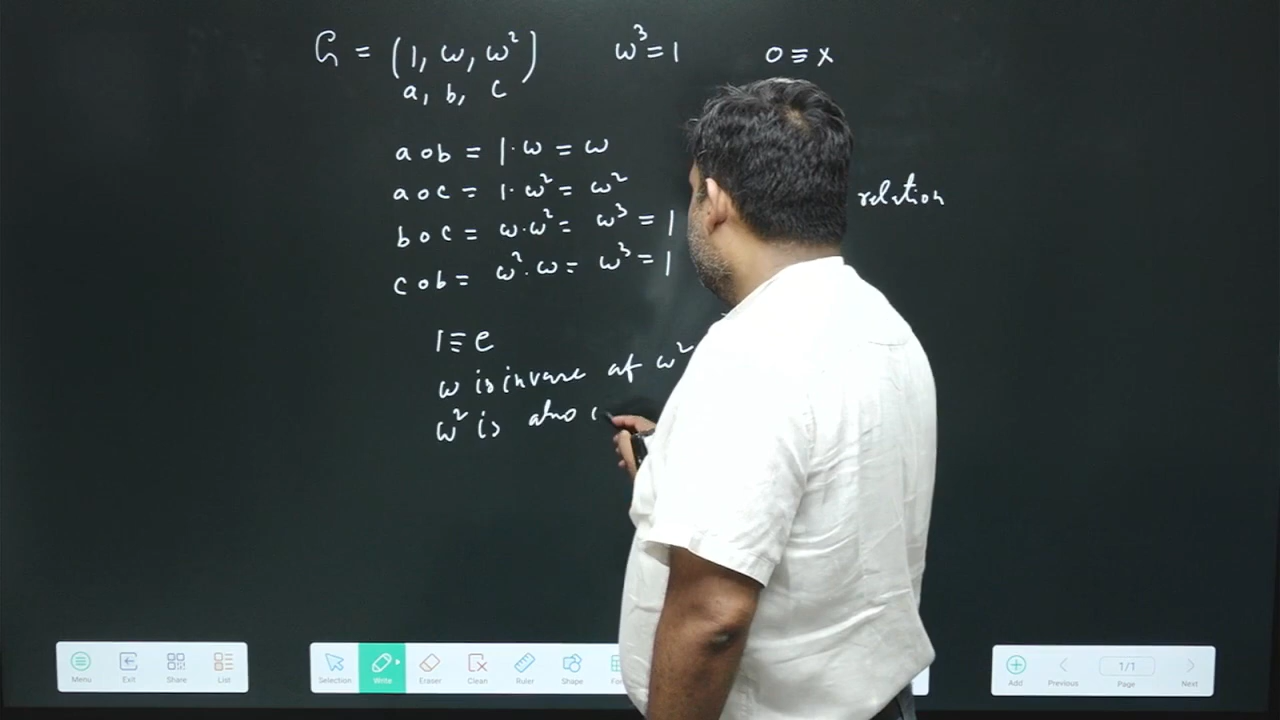 G = (1, ω, ω²) ω³ = 1 o ≡ x
a, b, c
a o b = 1·ω = ω
a o c = 1·ω² = ω²
relation
b o c = ω·ω² = ω³ = 1
c o b = ω²·ω = ω³ = 1
1 ≡ e
ω is inverse of ω²
ω² is also
Menu Exit Share List Selection Write Eraser Clean Ruler Shape Add Previous 1/1 Page Next